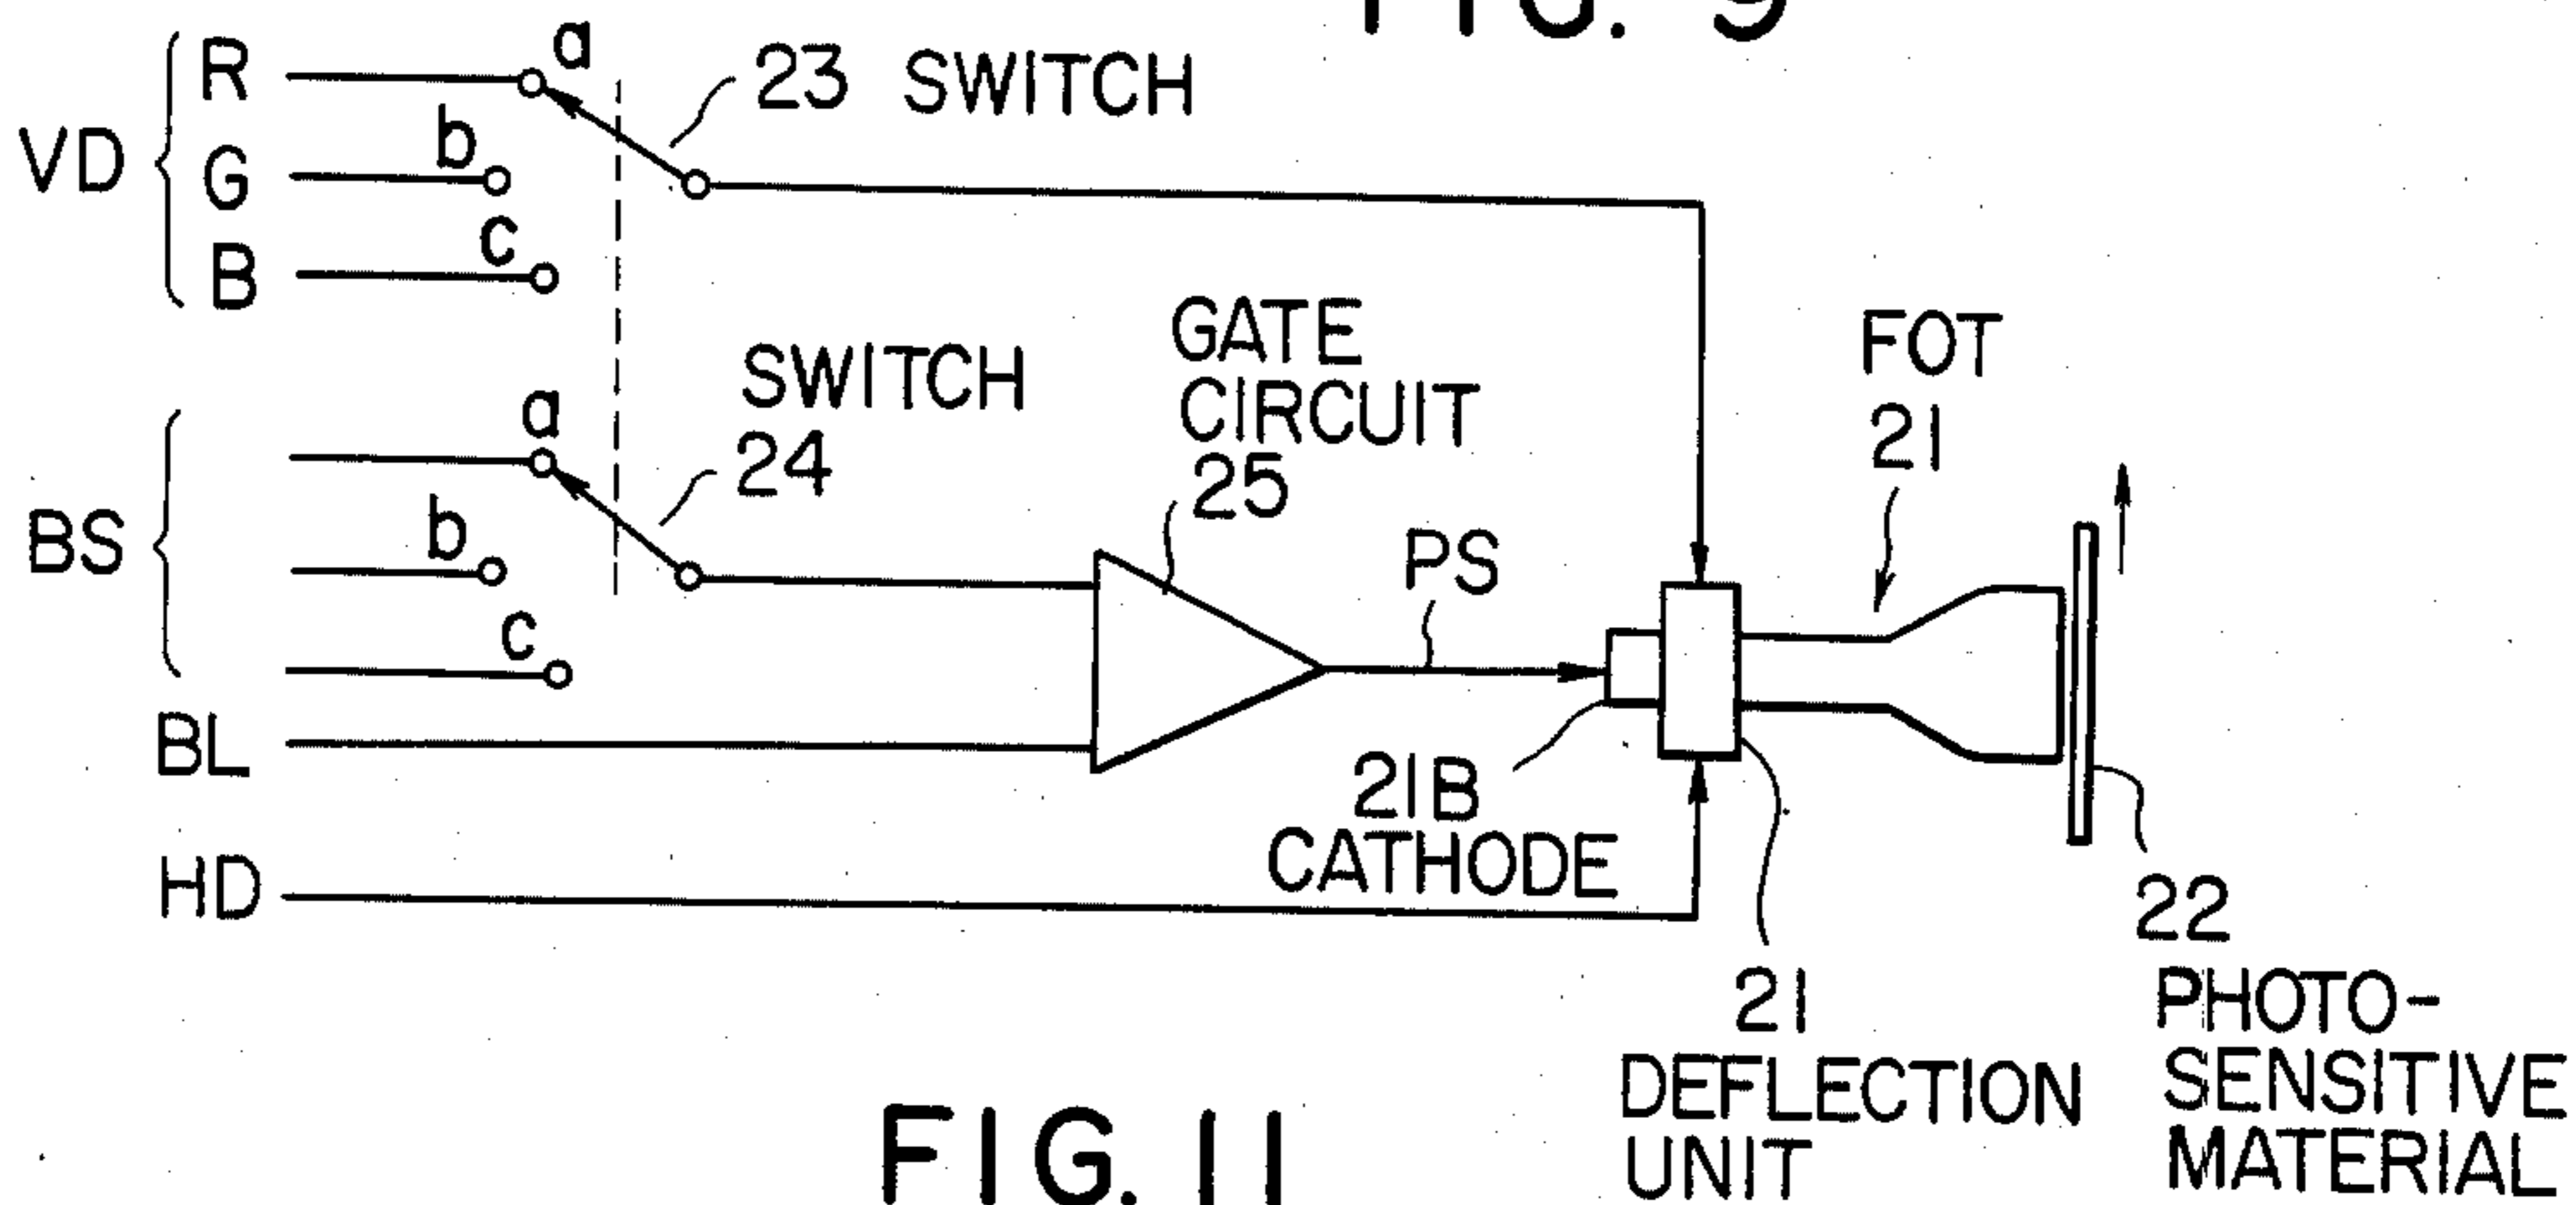 FIG. 9
VD
R
G
B
a
b
c
23 SWITCH
BS
a
b
c
SWITCH
24
GATE
CIRCUIT
25
BL
HD
PS
21B
CATHODE
FOT
21
21
DEFLECTION
UNIT
22
PHOTO-
SENSITIVE
MATERIAL
FIG. 11